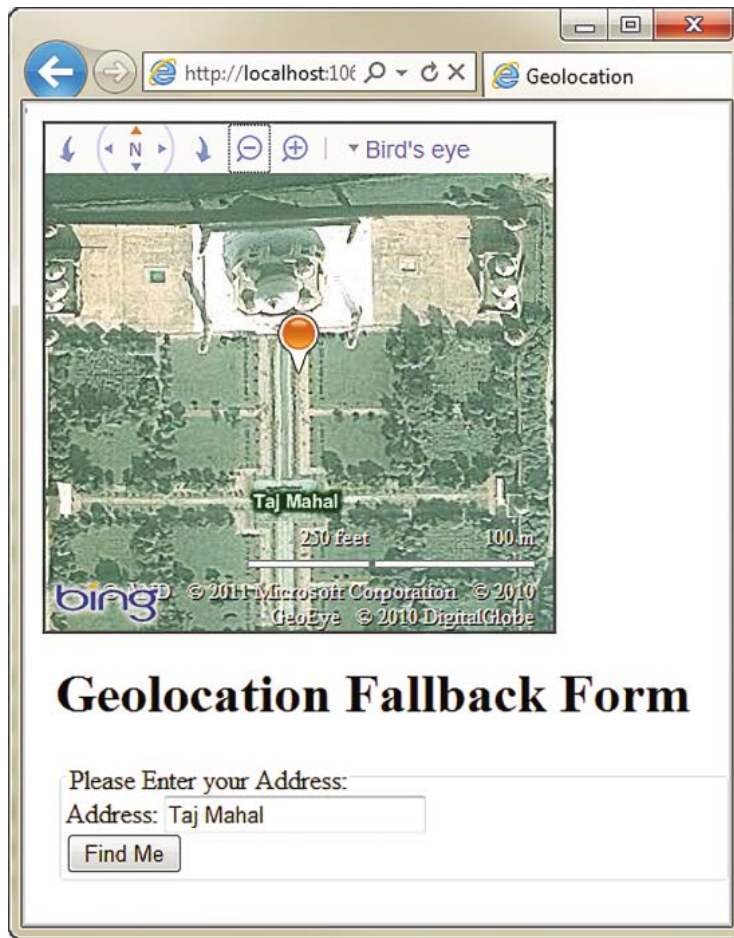 http://localhost:106
Geolocation
N
Bird's eye
Taj Mahal
250 feet 100 m
bing © 2011 Microsoft Corporation © 2010
GeoEye © 2010 DigitalGlobe
Geolocation Fallback Form
Please Enter your Address:
Address: Taj Mahal
Find Me